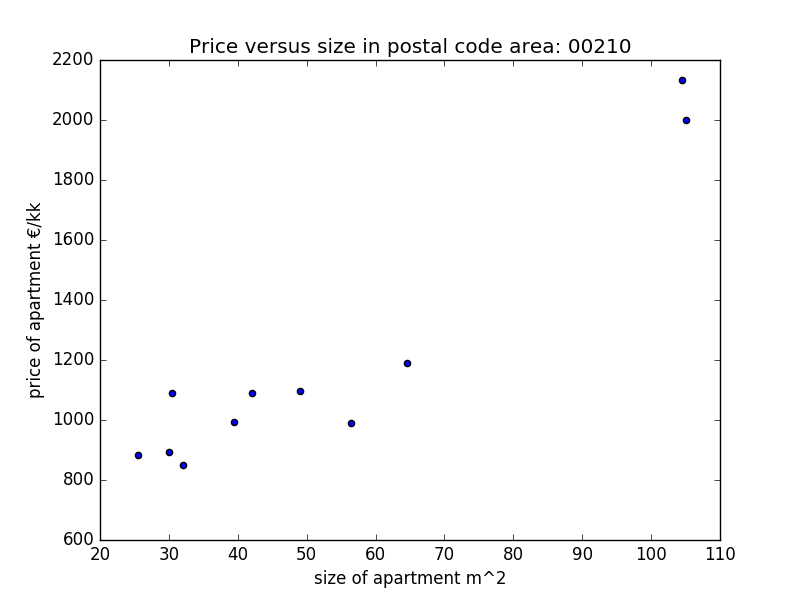 Price versus size in postal code area: 00210
2200
2000
1800
1600
1400
1200
1000
800
600
price of apartment €/kk
20 30 40 50 60 70 80 90 100 110
size of apartment m^2